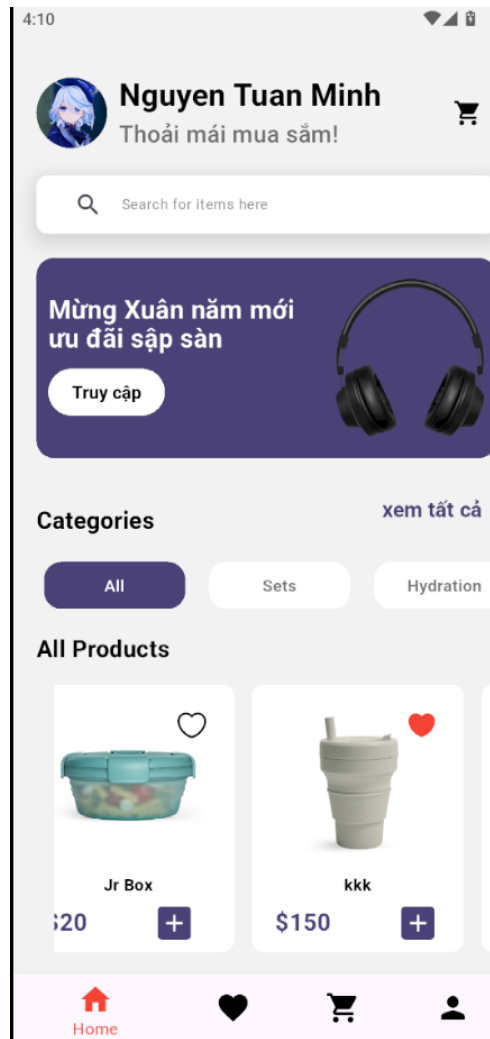 4:10
Nguyen Tuan Minh
Thoải mái mua sắm!
Search for items here
Mừng Xuân năm mới
ưu đãi sập sàn
Truy cập
Categories
xem tất cả
All
Sets
Hydration
All Products
Jr Box
kkk
$20
$150
Home